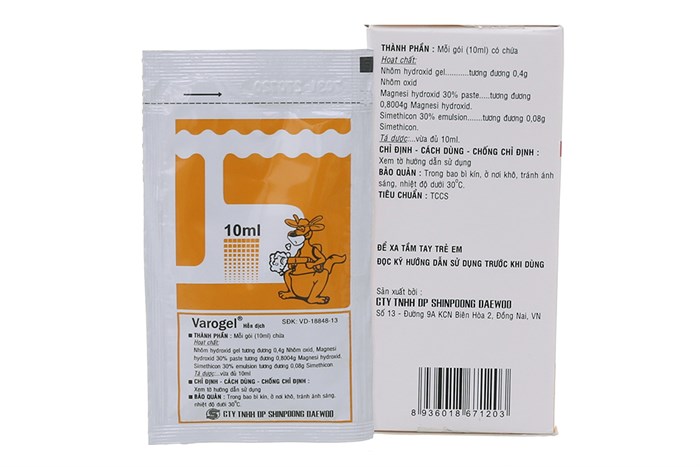 10ml
Varogel® Hỗn dịch SĐK: VD-18848-13
■ THÀNH PHẦN : Mỗi gói (10ml) chứa
Hoạt chất:
Nhôm hydroxid gel tương đương 0,4g Nhôm oxid, Magnesi
hydroxid 30% paste tương đương 0,8004g Magnesi hydroxid.
Simethicon 30% emulsion tương đương 0,08g Simethicon
Tá dược:...vừa đủ 10ml
■ CHỈ ĐỊNH - CÁCH DÙNG - CHỐNG CHỈ ĐỊNH :
Xem tờ hướng dẫn sử dụng
■ BẢO QUẢN : Trong bao bì kín, ở nơi khô, tránh ánh sáng,
nhiệt độ dưới 30°C.
CTY TNHH DP SHINPOONG DAEWOO
THÀNH PHẦN : Mỗi gói (10ml) có chứa
Hoạt chất:
Nhôm hydroxid gel...........tương đương 0,4g
Nhôm oxid
Magnesi hydroxid 30% paste.....tương đương
0,8004g Magnesi hydroxid.
Simethicon 30% emulsion.......tương đương 0,08g
Simethicon.
Tá dược:...vừa đủ 10ml.
CHỈ ĐỊNH - CÁCH DÙNG - CHỐNG CHỈ ĐỊNH :
Xem tờ hướng dẫn sử dụng
BẢO QUẢN : Trong bao bì kín, ở nơi khô, tránh ánh
sáng, nhiệt độ dưới 30°C.
TIÊU CHUẨN : TCCS
ĐỂ XA TẦM TAY TRẺ EM
ĐỌC KỸ HƯỚNG DẪN SỬ DỤNG TRƯỚC KHI DÙNG
Sản xuất bởi :
CTY TNHH DP SHINPOONG DAEWOO
Số 13 - Đường 9A KCN Biên Hòa 2, Đồng Nai, VN
8 936018 671203